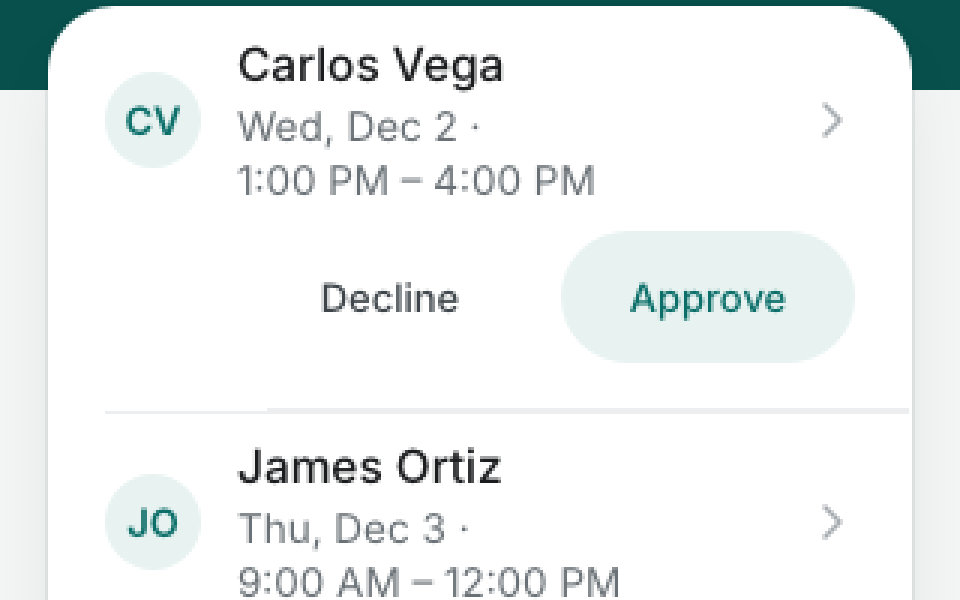 Carlos Vega
CV
Wed, Dec 2 ·
1:00 PM – 4:00 PM
Decline
Approve
James Ortiz
JO
Thu, Dec 3 ·
9:00 AM – 12:00 PM